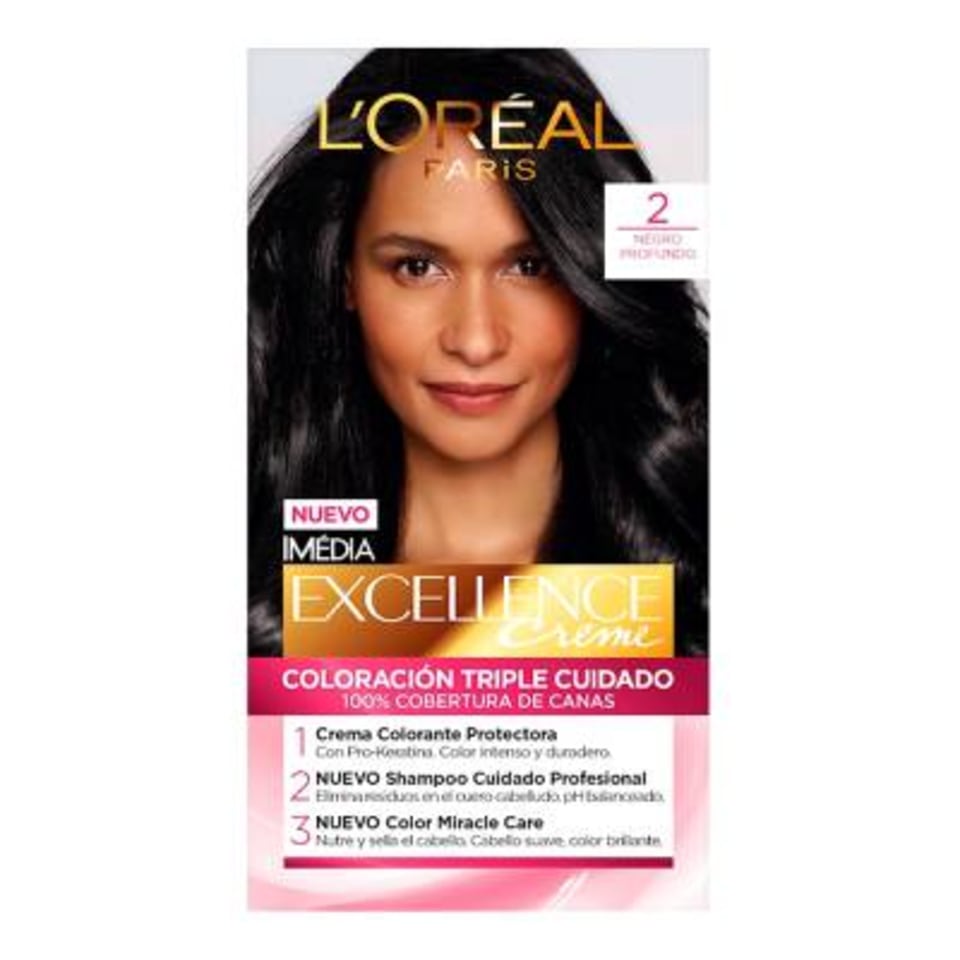 L'ORÉAL
PARiS
2
NEGRO
PROFUNDO
NUEVO
IMÉDIA
EXCELLENCE
Creme
COLORACIÓN TRIPLE CUIDADO
100% COBERTURA DE CANAS
1 Crema Colorante Protectora
Con Pro-Keratina. Color intenso y duradero.
2 NUEVO Shampoo Cuidado Profesional
Elimina residuos en el cuero cabelludo. pH balanceado.
3 NUEVO Color Miracle Care
Nutre y sella el cabello. Cabello suave, color brillante.